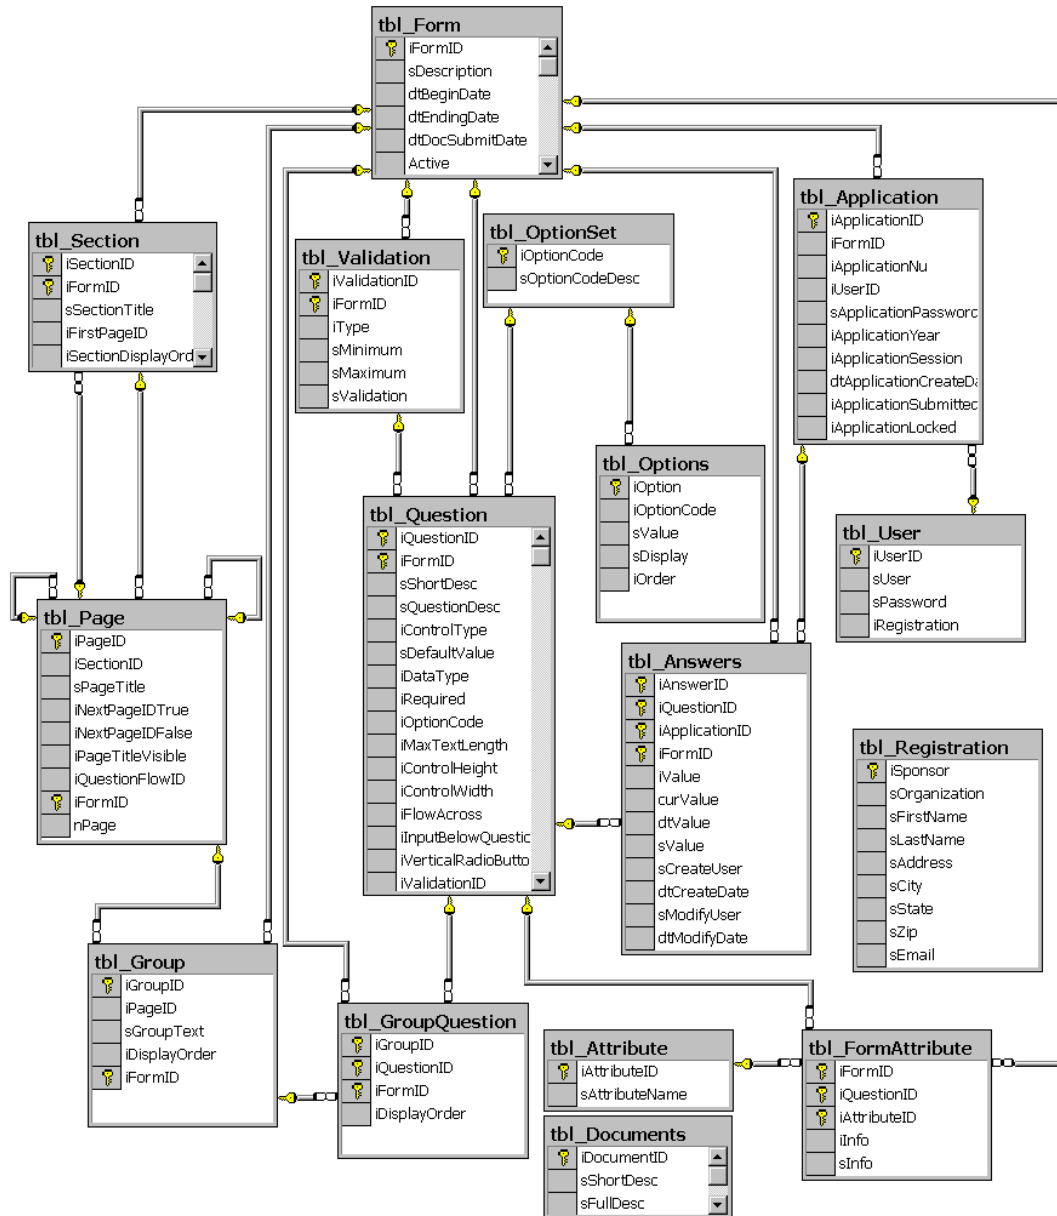 tbl_Form
iFormID
sDescription
dtBeginDate
dtEndingDate
dtDocSubmitDate
Active
tbl_Section
iSectionID
iFormID
sSectionTitle
iFirstPageID
iSectionDisplayOrd
tbl_Validation
iValidationID
iFormID
iType
sMinimum
sMaximum
sValidation
tbl_OptionSet
iOptionCode
sOptionCodeDesc
tbl_Application
iApplicationID
iFormID
iApplicationNu
iUserID
sApplicationPassword
iApplicationYear
iApplicationSession
dtApplicationCreateDa
iApplicationSubmitted
iApplicationLocked
tbl_Options
iOption
iOptionCode
sValue
sDisplay
iOrder
tbl_Question
iQuestionID
iFormID
sShortDesc
sQuestionDesc
iControlType
sDefaultValue
iDataType
iRequired
iOptionCode
iMaxTextLength
iControlHeight
iControlWidth
iFlowAcross
iInputBelowQuestic
iVerticalRadioButto
iValidationID
tbl_User
iUserID
sUser
sPassword
iRegistration
tbl_Page
iPageID
iSectionID
sPageTitle
iNextPageIDTrue
iNextPageIDFalse
iPageTitleVisible
iQuestionFlowID
iFormID
nPage
tbl_Answers
iAnswerID
iQuestionID
iApplicationID
iFormID
iValue
curValue
dtValue
sValue
sCreateUser
dtCreateDate
sModifyUser
dtModifyDate
tbl_Registration
iSponsor
sOrganization
sFirstName
sLastName
sAddress
sCity
sState
sZip
sEmail
tbl_Group
iGroupID
iPageID
sGroupText
iDisplayOrder
iFormID
tbl_GroupQuestion
iGroupID
iQuestionID
iFormID
iDisplayOrder
tbl_Attribute
iAttributeID
sAttributeName
tbl_FormAttribute
iFormID
iQuestionID
iAttributeID
iInfo
sInfo
tbl_Documents
iDocumentID
sShortDesc
sFullDesc